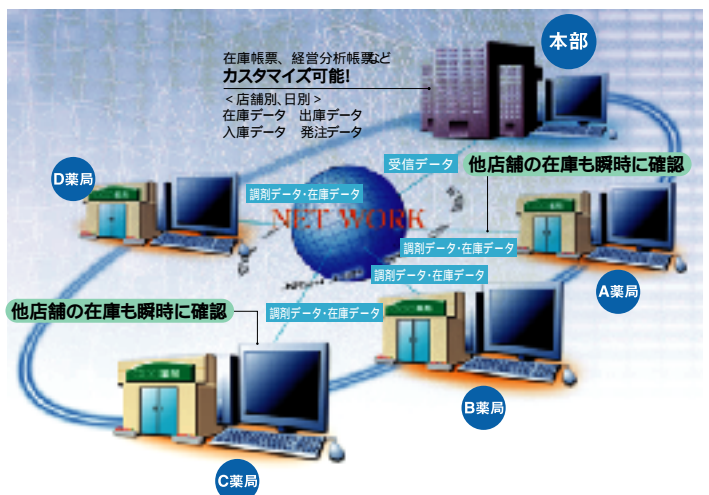 本部
在庫帳票、経営分析帳票など
カスタマイズ可能!
<店舗別、日別>
在庫データ 出庫データ
入庫データ 発注データ
受信データ
他店舗の在庫も瞬時に確認
D薬局
調剤データ・在庫データ
NET WORK
調剤データ・在庫データ
調剤データ・在庫データ
A薬局
他店舗の在庫も瞬時に確認
調剤データ・在庫データ
薬局
B薬局
C薬局